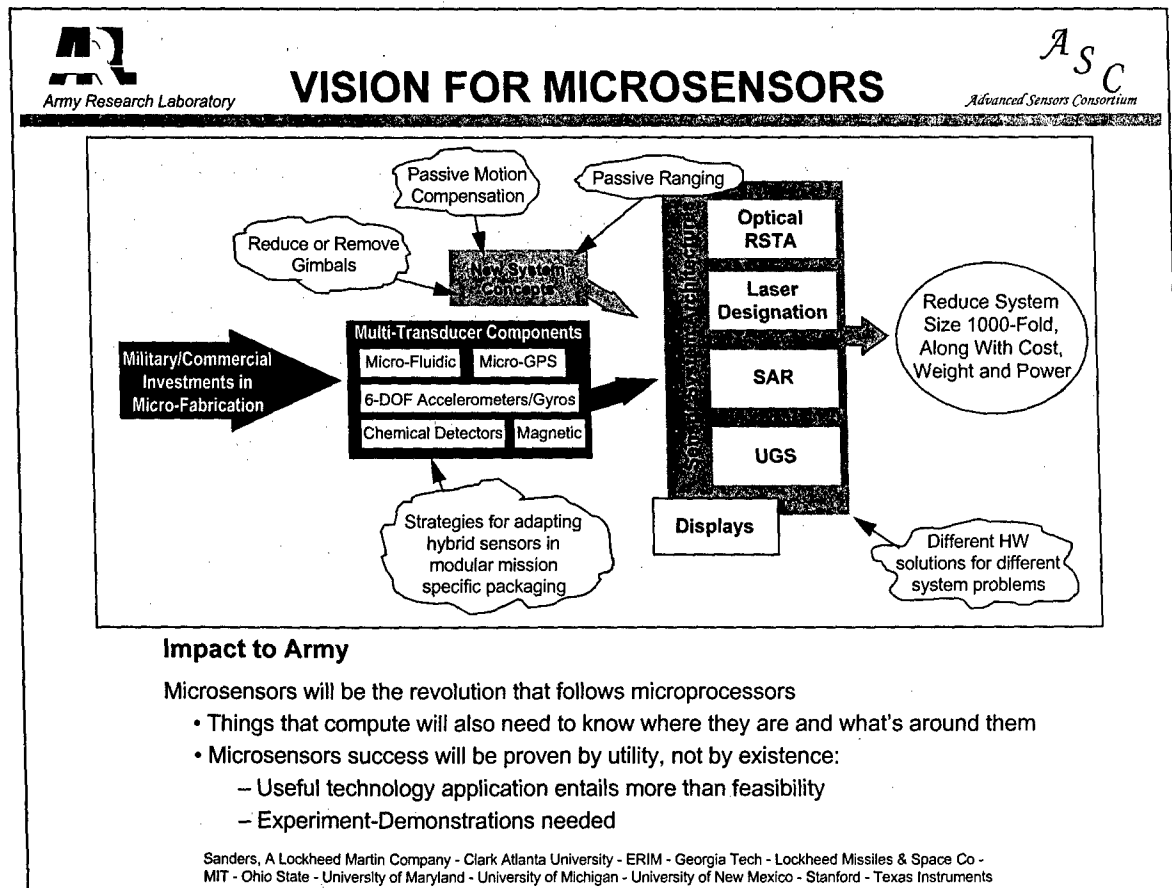 ARL
Army Research Laboratory
VISION FOR MICROSENSORS
ASC
Advanced Sensors Consortium
Passive Motion
Compensation
Passive Ranging
Reduce or Remove
Gimbals
New System
Concepts
Military/Commercial
Investments in
Micro-Fabrication
Multi-Transducer Components
Micro-Fluidic
Micro-GPS
6-DOF Accelerometers/Gyros
Chemical Detectors
Magnetic
Strategies for adapting
hybrid sensors in
modular mission
specific packaging
Sensor System Architectures
Optical
RSTA
Laser
Designation
SAR
UGS
Displays
Reduce System
Size 1000-Fold,
Along With Cost,
Weight and Power
Different HW
solutions for different
system problems
Impact to Army
Microsensors will be the revolution that follows microprocessors
• Things that compute will also need to know where they are and what's around them
• Microsensors success will be proven by utility, not by existence:
– Useful technology application entails more than feasibility
– Experiment-Demonstrations needed
Sanders, A Lockheed Martin Company - Clark Atlanta University - ERIM - Georgia Tech - Lockheed Missiles & Space Co -
MIT - Ohio State - University of Maryland - University of Michigan - University of New Mexico - Stanford - Texas Instruments